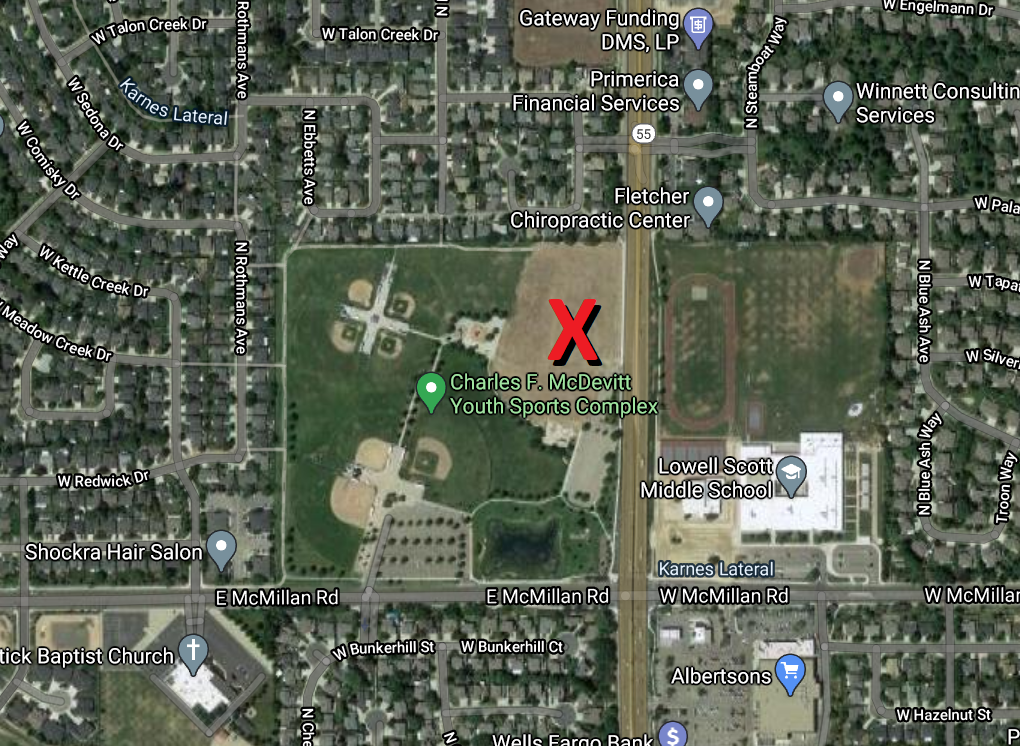 W Talon Creek Dr
Rothmans Ave
W Talon Creek Dr
N
Gateway Funding
DMS, LP
N Steamboat Way
W Engelmann Dr
Karnes Lateral
W Sedona Dr
N Ebbetts Ave
Primerica
Financial Services
Winnett Consultin
Services
W Comisky Dr
55
Fletcher
Chiropractic Center
W Pala
Way
W Kettle Creek Dr
N Rothmans Ave
N Blue Ash Ave
W Tapa
W Meadow Creek Dr
X
W Silver
Charles F. McDevitt
Youth Sports Complex
N Blue Ash Way
Troon Way
W Redwick Dr
Lowell Scott
Middle School
Shockra Hair Salon
Karnes Lateral
E McMillan Rd
E McMillan Rd
W McMillan Rd
W McMillan
tick Baptist Church
W Bunkerhill St
W Bunkerhill Ct
Albertsons
N Che
N
W Hazelnut St
Wells Fargo Bank
P